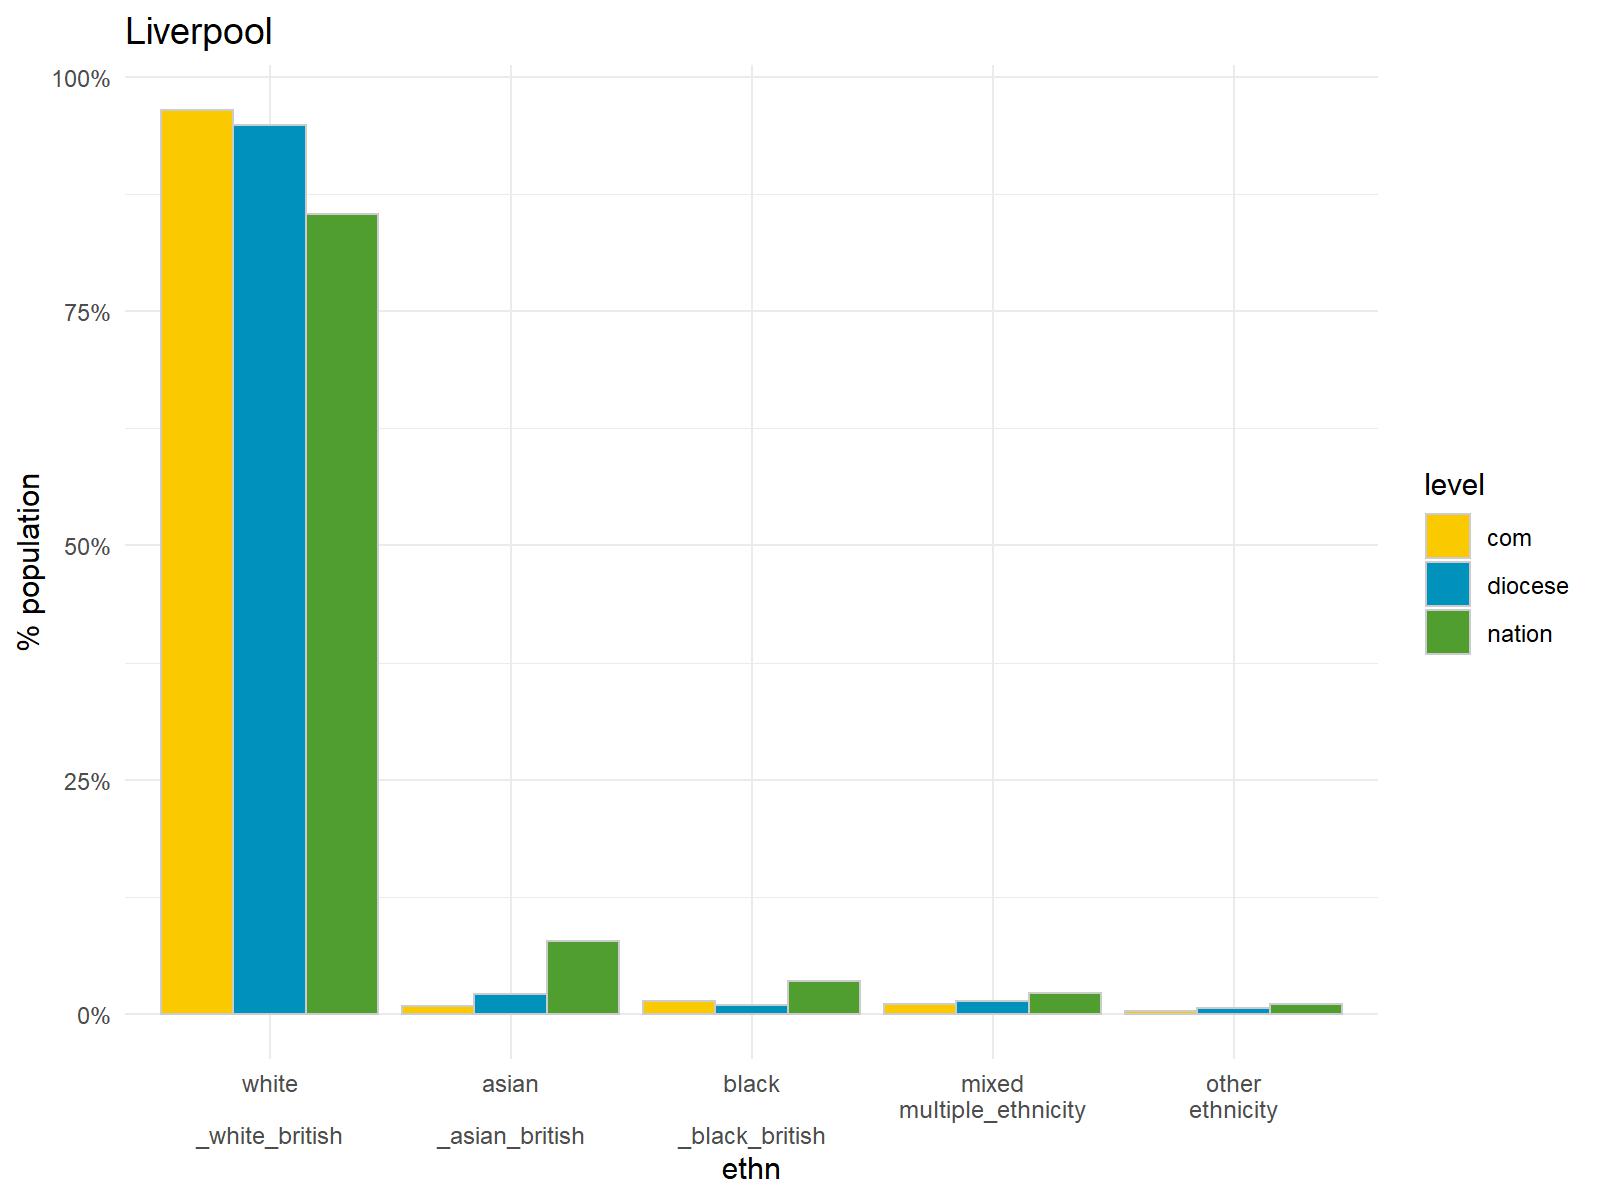 Liverpool
100%
75%
50%
25%
0%
% population
white
_white_british
asian
_asian_british
black
_black_british
mixed
multiple_ethnicity
other
ethnicity
ethn
level
com
diocese
nation